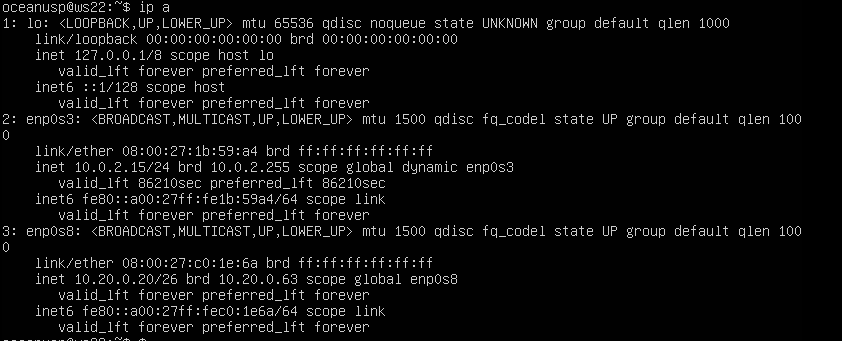 oceanusp@ws22:~$ ip a
1: lo: <LOOPBACK,UP,LOWER_UP> mtu 65536 qdisc noqueue state UNKNOWN group default qlen 1000
    link/loopback 00:00:00:00:00:00 brd 00:00:00:00:00:00
    inet 127.0.0.1/8 scope host lo
       valid_lft forever preferred_lft forever
    inet6 ::1/128 scope host
       valid_lft forever preferred_lft forever
2: enp0s3: <BROADCAST,MULTICAST,UP,LOWER_UP> mtu 1500 qdisc fq_codel state UP group default qlen 100
0
    link/ether 08:00:27:1b:59:a4 brd ff:ff:ff:ff:ff:ff
    inet 10.0.2.15/24 brd 10.0.2.255 scope global dynamic enp0s3
       valid_lft 86210sec preferred_lft 86210sec
    inet6 fe80::a00:27ff:fe1b:59a4/64 scope link
       valid_lft forever preferred_lft forever
3: enp0s8: <BROADCAST,MULTICAST,UP,LOWER_UP> mtu 1500 qdisc fq_codel state UP group default qlen 100
0
    link/ether 08:00:27:c0:1e:6a brd ff:ff:ff:ff:ff:ff
    inet 10.20.0.20/26 brd 10.20.0.63 scope global enp0s8
       valid_lft forever preferred_lft forever
    inet6 fe80::a00:27ff:fec0:1e6a/64 scope link
       valid_lft forever preferred_lft forever